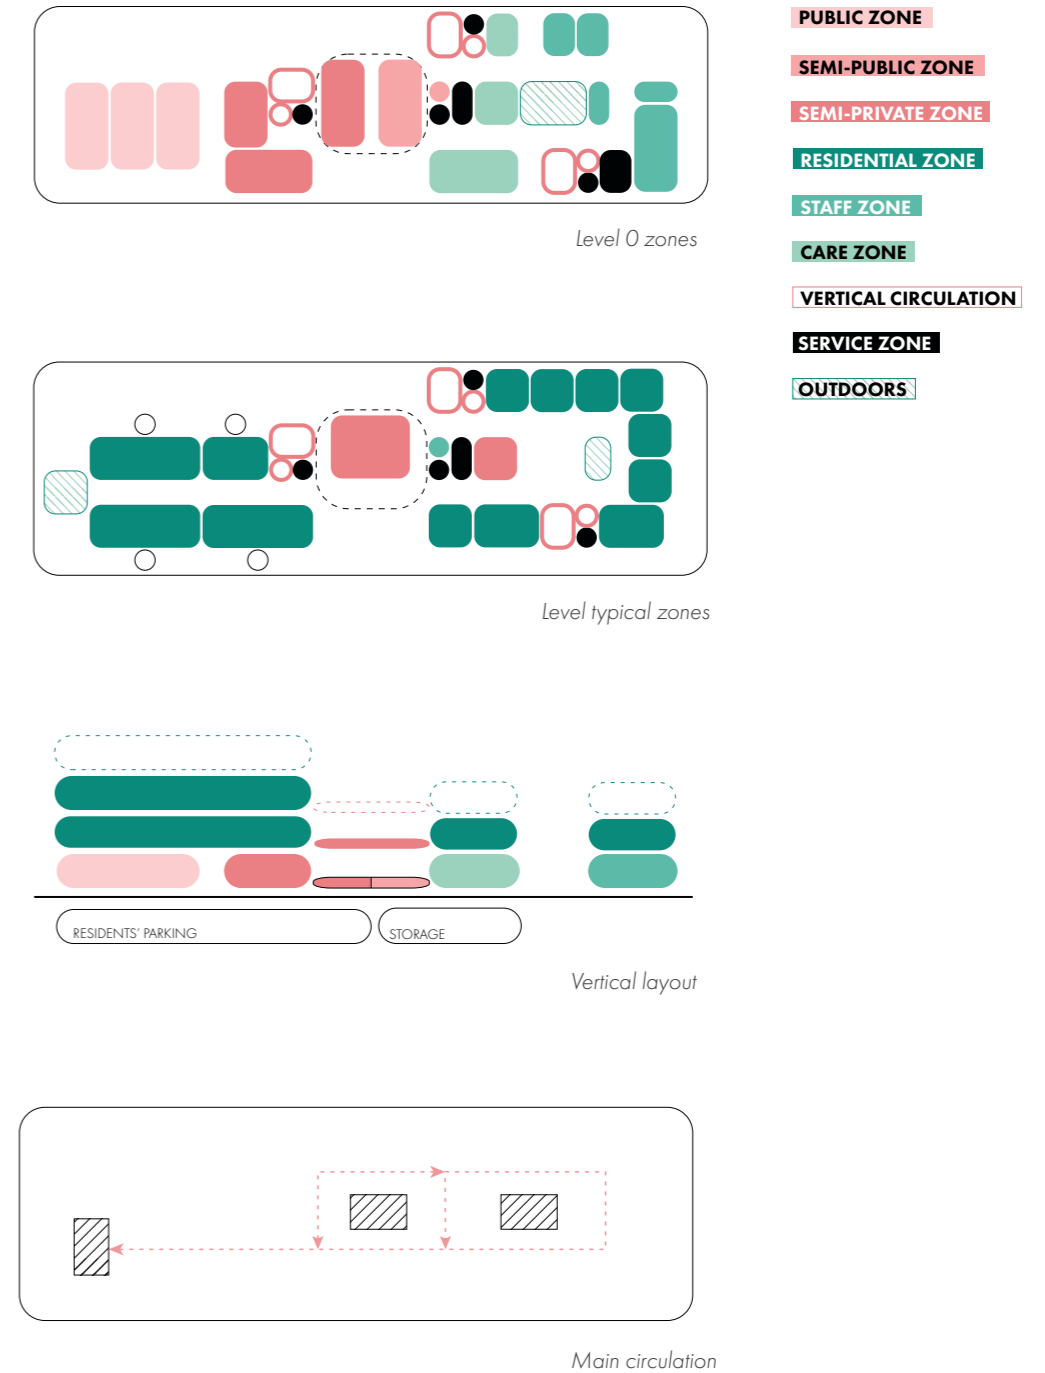 PUBLIC ZONE
SEMI-PUBLIC ZONE
SEMI-PRIVATE ZONE
RESIDENTIAL ZONE
STAFF ZONE
CARE ZONE
VERTICAL CIRCULATION
SERVICE ZONE
OUTDOORS
Level 0 zones
Level typical zones
RESIDENTS' PARKING
STORAGE
Vertical layout
Main circulation